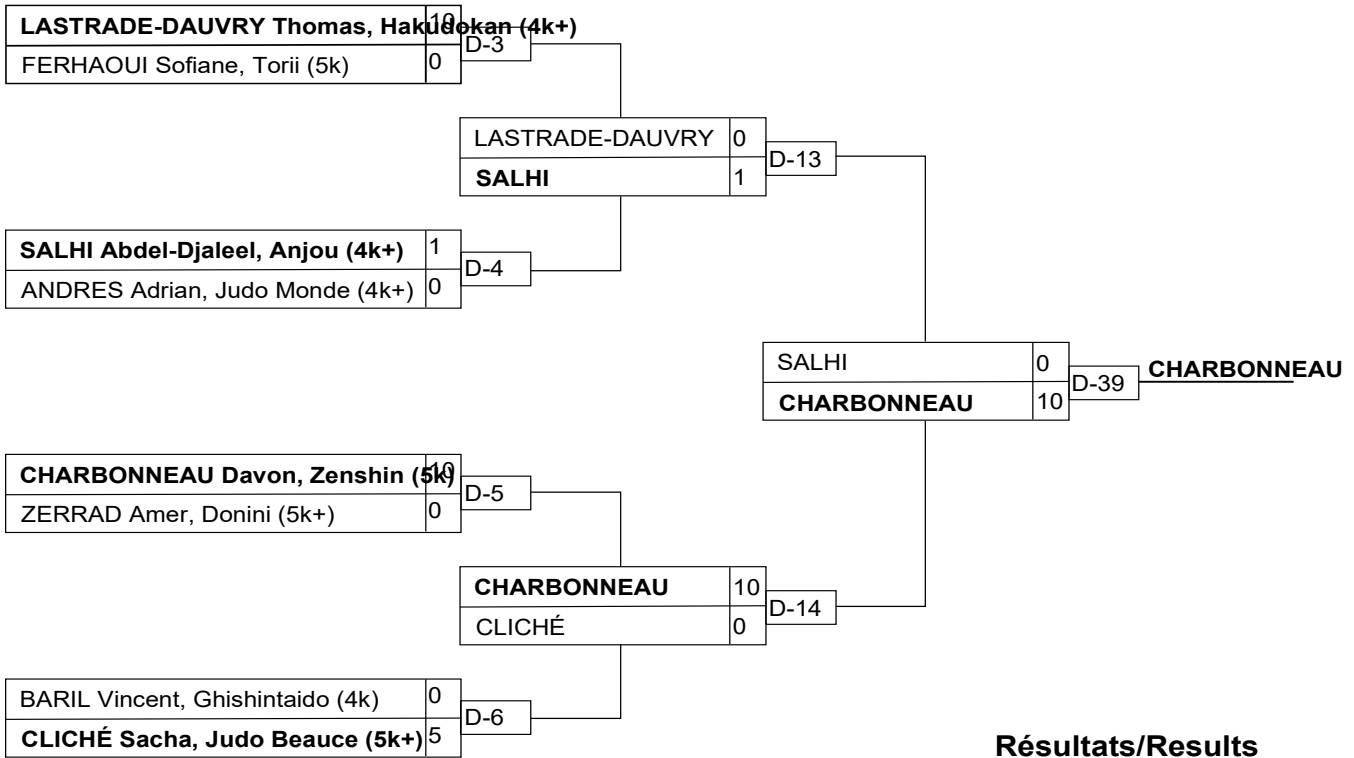 LASTRADE-DAUVRY Thomas, Hakudokan (4k+) 10
D-3
FERHAOUI Sofiane, Torii (5k) 0
LASTRADE-DAUVRY 0
D-13
SALHI 1
SALHI Abdel-Djaleel, Anjou (4k+) 1
D-4
ANDRES Adrian, Judo Monde (4k+) 0
SALHI 0
D-39 CHARBONNEAU
CHARBONNEAU 10
CHARBONNEAU Davon, Zenshin (5k) 10
D-5
ZERRAD Amer, Donini (5k+) 0
CHARBONNEAU 10
D-14
CLICHÉ 0
BARIL Vincent, Ghishintaido (4k) 0
D-6
CLICHÉ Sacha, Judo Beauce (5k+) 5
Résultats/Results